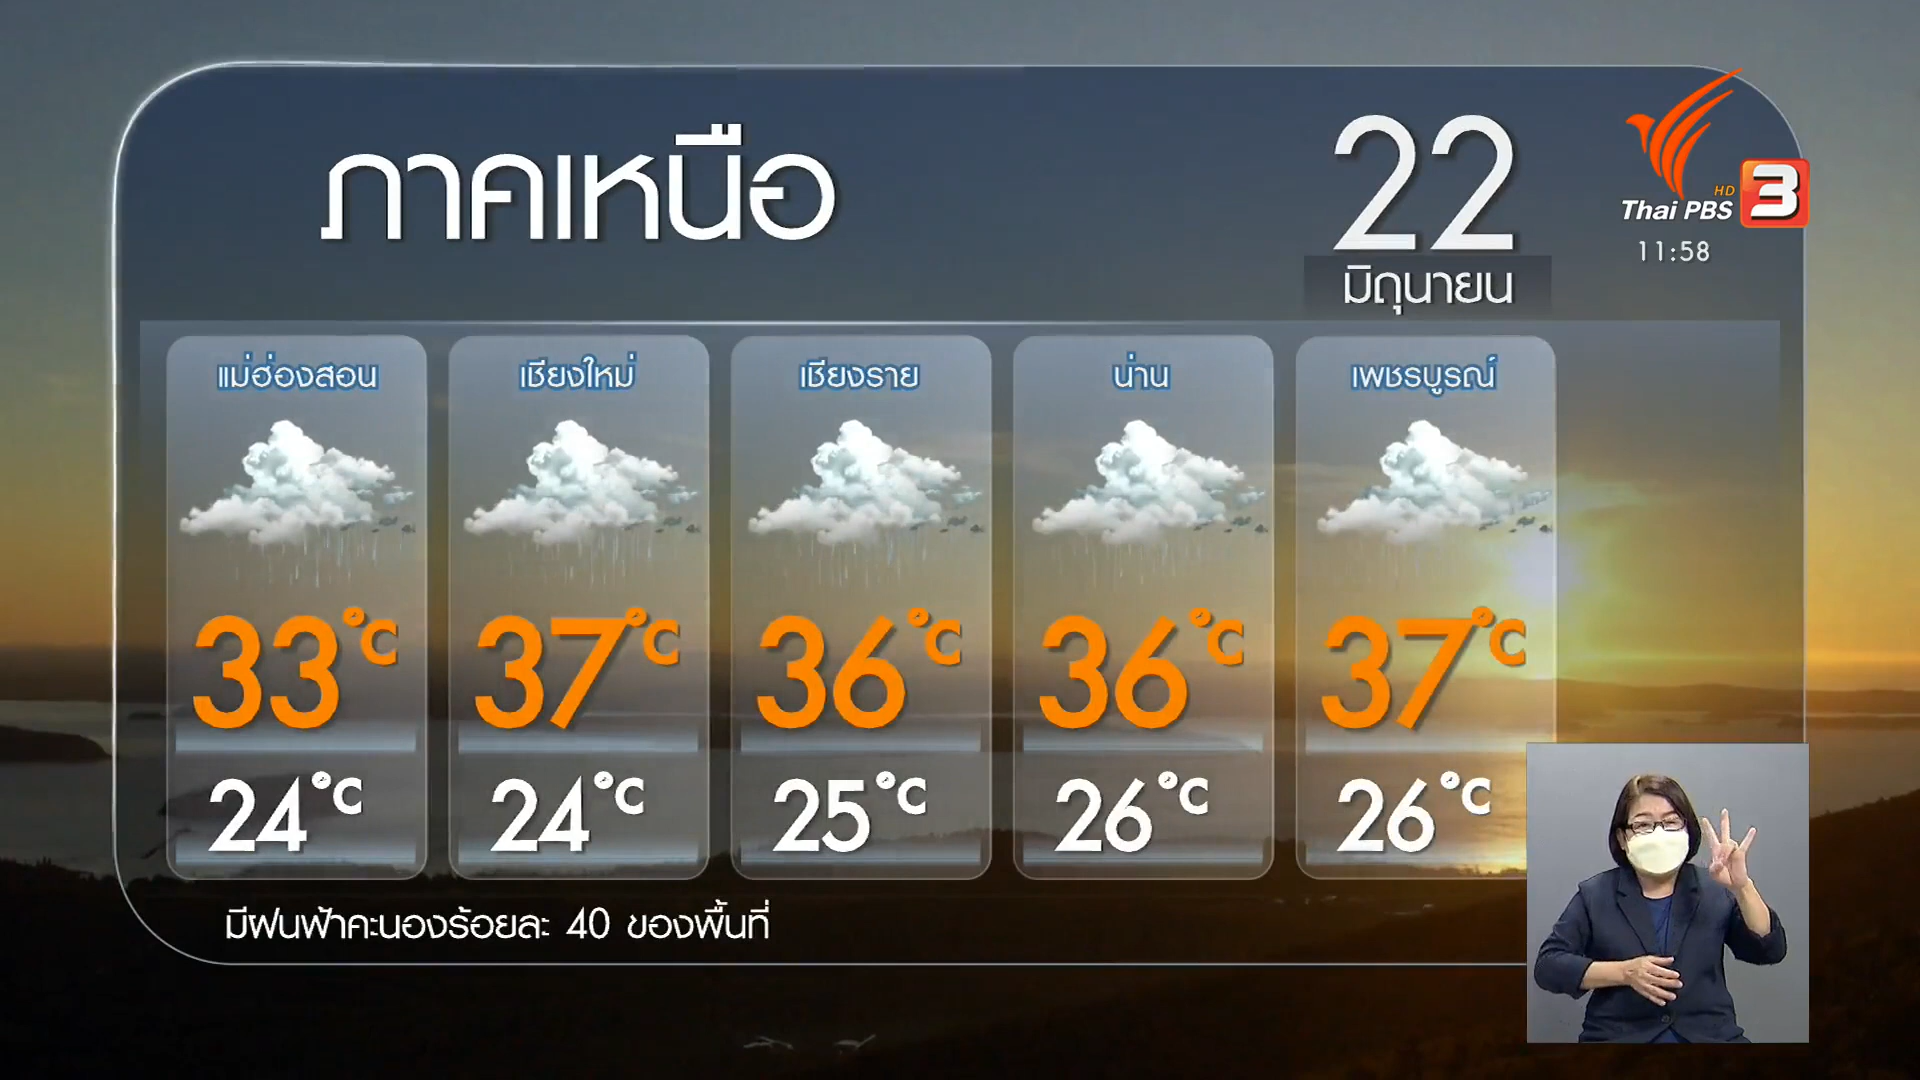 ภาคเหนือ
22
มิถุนายน
HD
Thai PBS 3
11:58
แม่ฮ่องสอน เชียงใหม่ เชียงราย น่าน เพชรบูรณ์
33°C 37°C 36°C 36°C 37°C
24°C 24°C 25°C 26°C 26°C
มีฝนฟ้าคะนองร้อยละ 40 ของพื้นที่